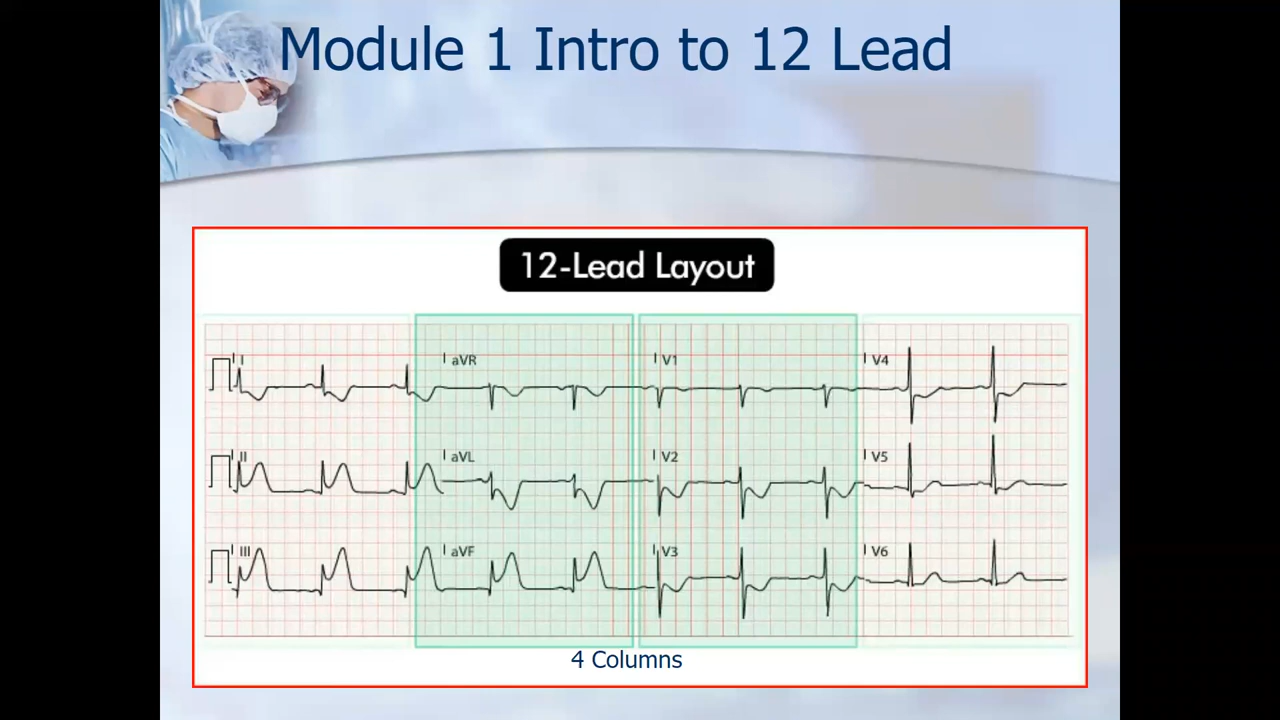 Module 1 Intro to 12 Lead
12-Lead Layout
I aVR V1 V4
II aVL V2 V5
III aVF V3 V6
4 Columns